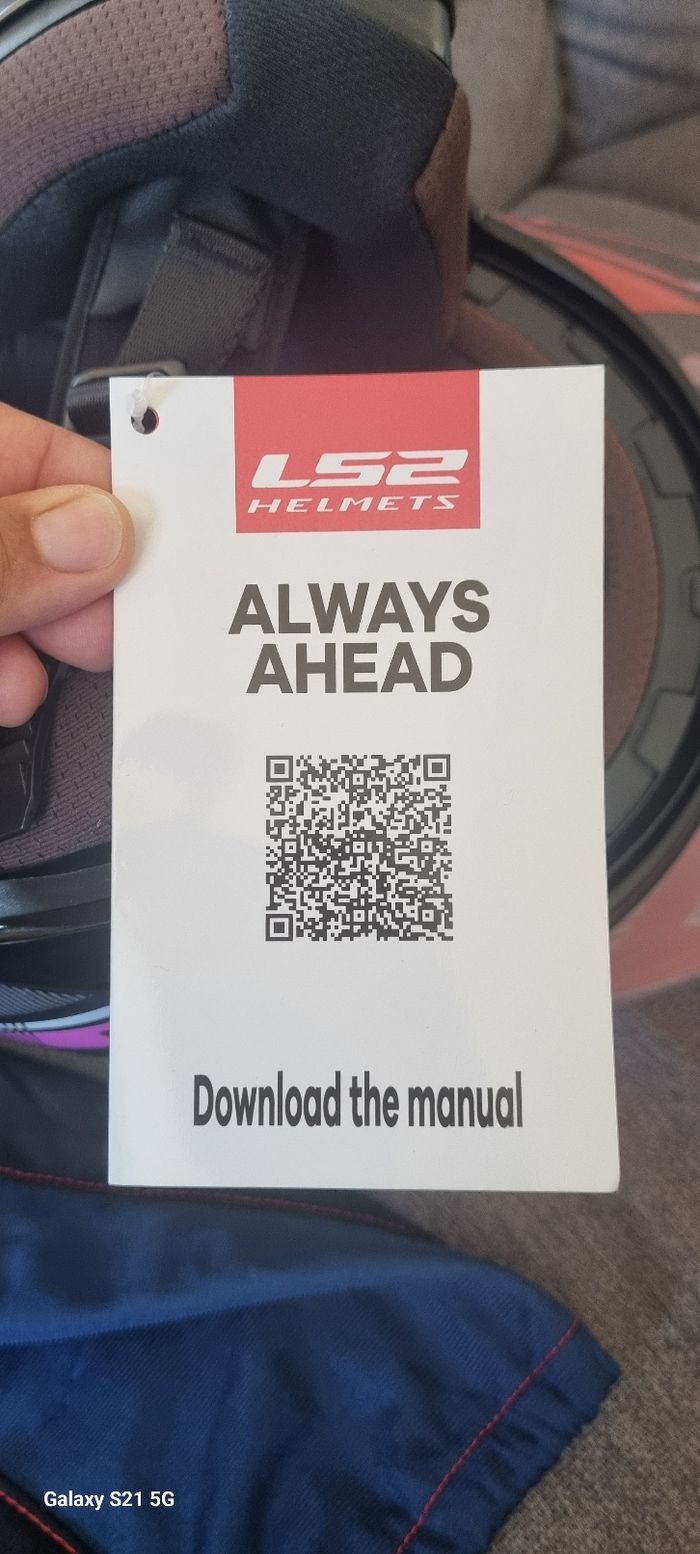 LS2
HELMETS
ALWAYS
AHEAD
Download the manual
Galaxy S21 5G